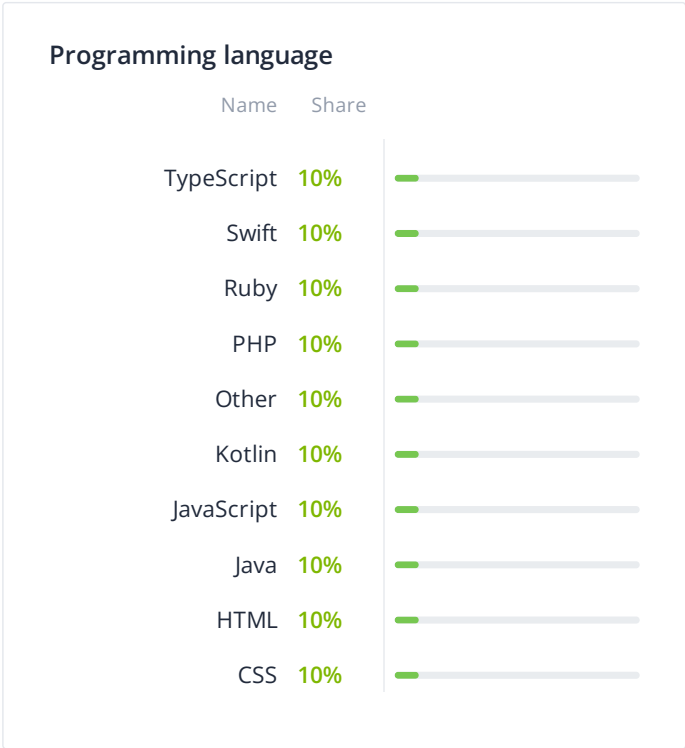 Programming language
Name Share
TypeScript 10%
Swift 10%
Ruby 10%
PHP 10%
Other 10%
Kotlin 10%
JavaScript 10%
Java 10%
HTML 10%
CSS 10%